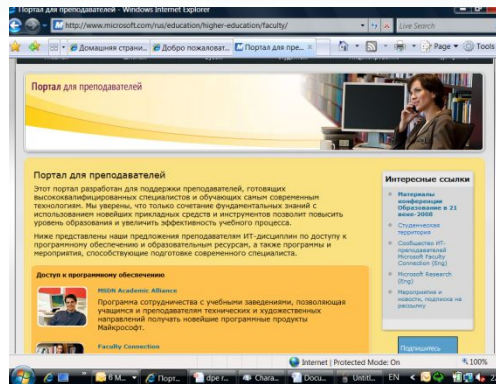 Портал для преподавателей - Windows Internet Explorer
http://www.microsoft.com/rus/education/higher-education/faculty/
Live Search
Домашняя страни...
Добро пожаловат...
Портал для пре...
Page
Tools
Портал для преподавателей
Портал для преподавателей
Этот портал разработан для поддержки преподавателей, готовящих
высококвалифицированных специалистов и обучающих самым современным
технологиям. Мы уверены, что только сочетание фундаментальных знаний с
использованием новейших прикладных средств и инструментов позволит повысить
уровень образования и увеличить эффективность учебного процесса.
Ниже представлены наши предложения преподавателям ИТ-дисциплин по доступу к
программному обеспечению и образовательным ресурсам, а также программы и
мероприятия, способствующие подготовке современного специалиста.
Доступ к программному обеспечению
MSDN Academic Alliance
Программа сотрудничества с учебными заведениями, позволяющая
учащимся и преподавателям технических и художественных
направлений получать новейшие программные продукты
Майкрософт.
Faculty Connection
Интересные ссылки
Материалы
конференции
Образование в 21
веке-2008
Студенческая
территория
Сообщество ИТ-
преподавателей
Microsoft Faculty
Connection (Eng)
Microsoft Research
(Eng)
Мероприятия и
новости, подписка на
рассылку
Подпишитесь
Internet | Protected Mode: On
100%
6 M...
Порт...
dpe r...
Chara...
Docu...
Untitl...
EN